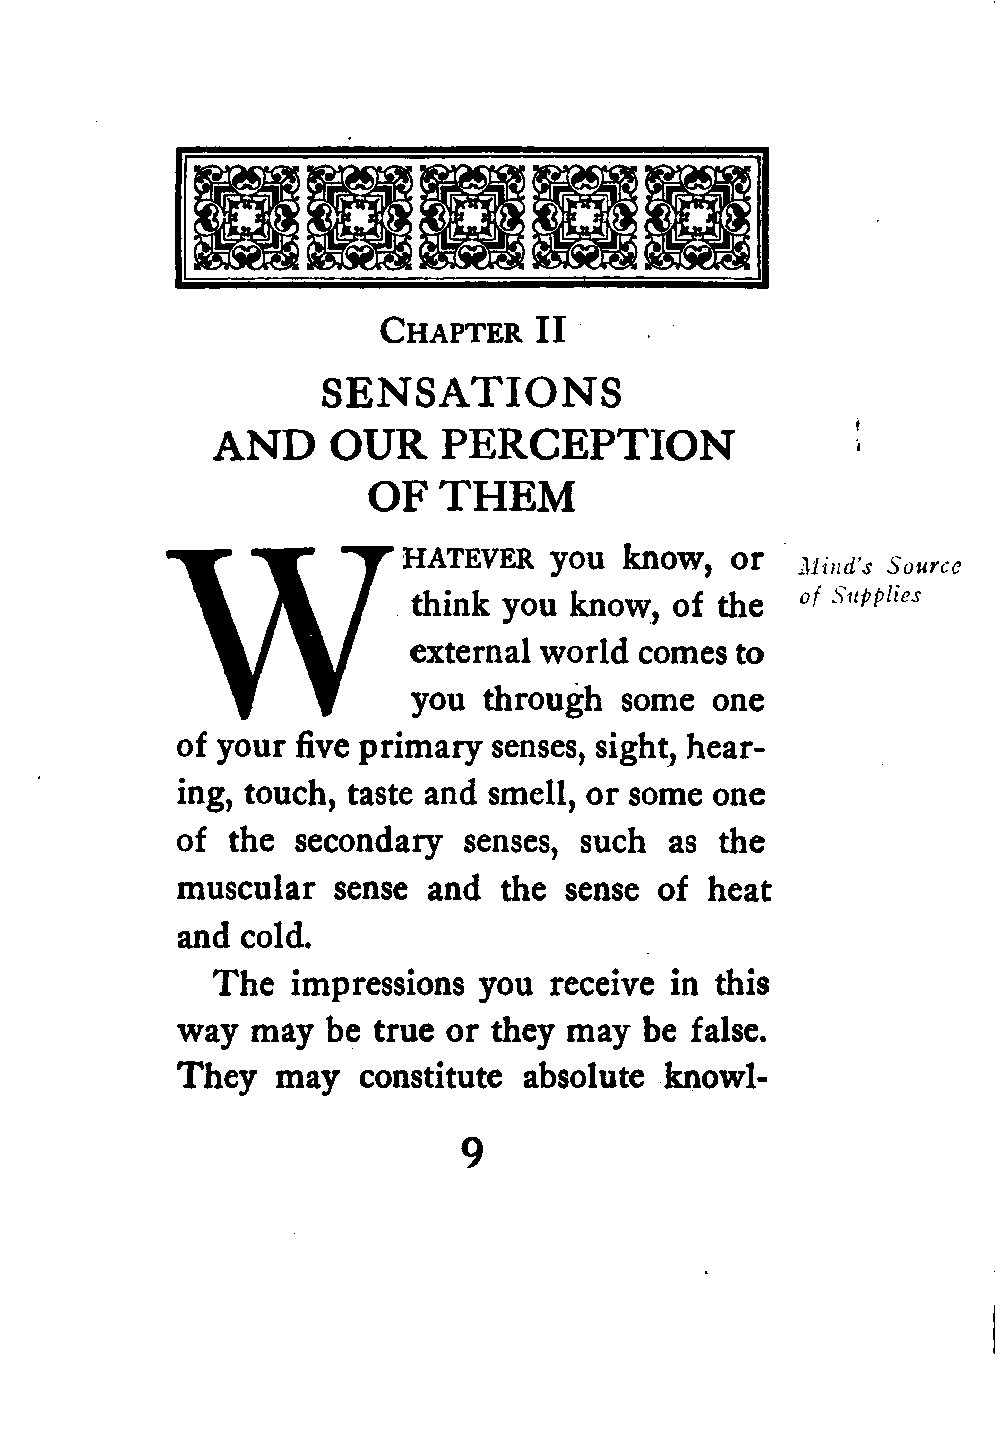 CHAPTER II
SENSATIONS
AND OUR PERCEPTION
OF THEM
WHATEVER you know, or
think you know, of the
external world comes to
you through some one
of your five primary senses, sight, hear-
ing, touch, taste and smell, or some one
of the secondary senses, such as the
muscular sense and the sense of heat
and cold.
Mind's Source
of Supplies
The impressions you receive in this
way may be true or they may be false.
They may constitute absolute knowl-
9